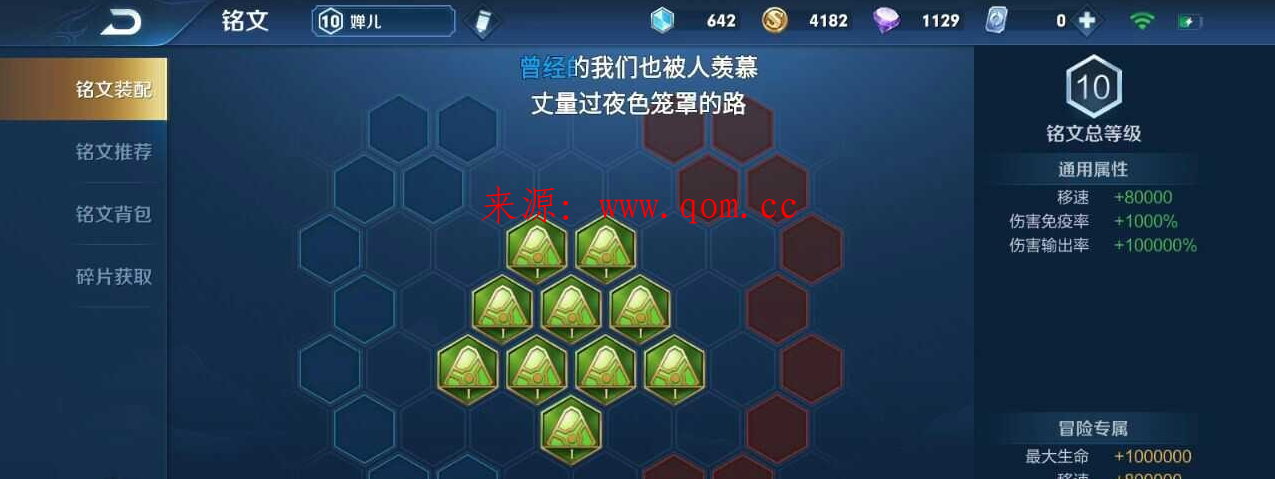 铭文
10 婵儿
642
4182
1129
0
曾经的我们也被人羡慕
丈量过夜色笼罩的路
铭文装配
铭文推荐
铭文背包
碎片获取
来源: www.qom.cc
I I
I I I
I I I I
I
10
铭文总等级
通用属性
移速 +80000
伤害免疫率 +1000%
伤害输出率 +100000%
冒险专属
最大生命 +1000000